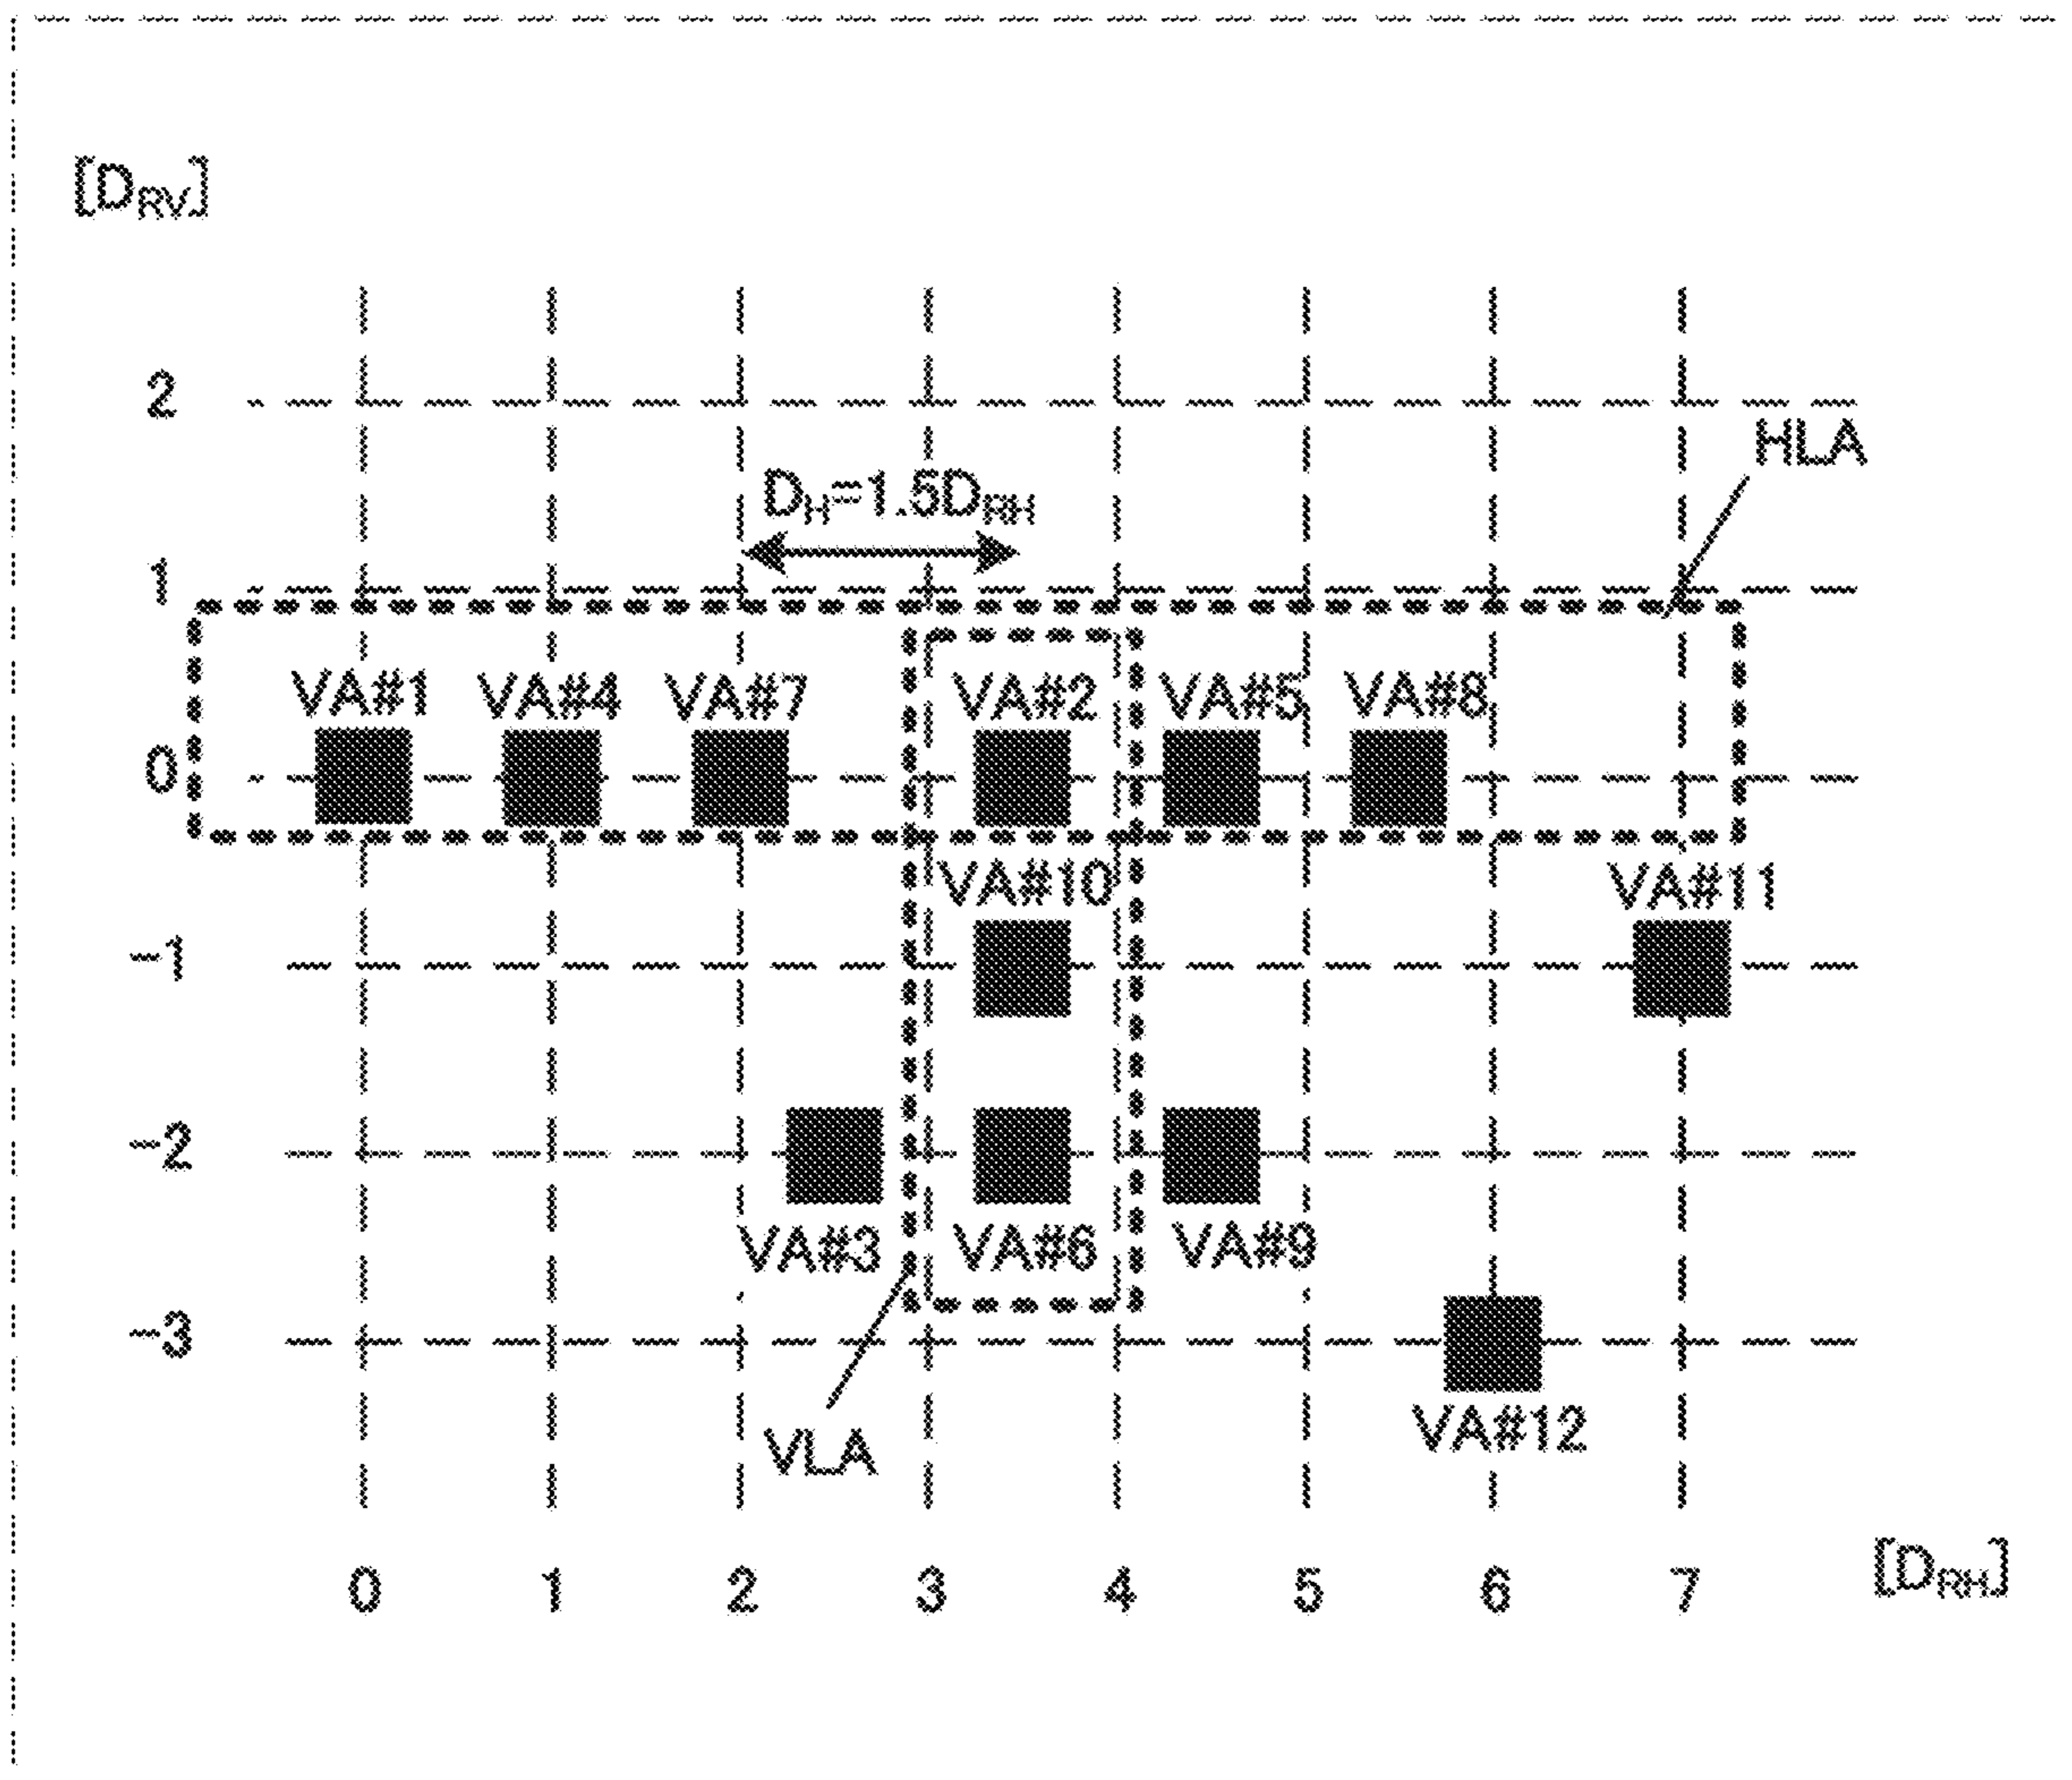 [D_RV]
2
HLA
D_H=1.5D_RH
1
VA#1 VA#4 VA#7 VA#2 VA#5 VA#8
0
VA#10 VA#11
−1
−2
VA#3 VA#6 VA#9
−3
VA#12
VLA
0 1 2 3 4 5 6 7 [D_RH]